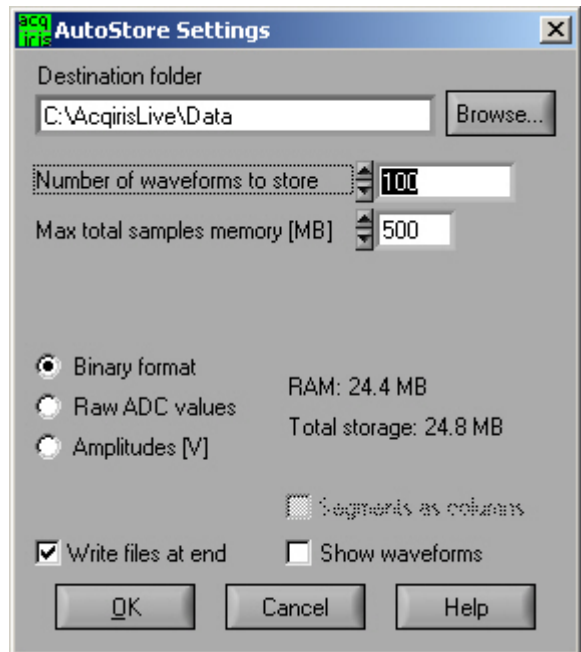 acq
iris
AutoStore Settings
Destination folder
C:\AcqirisLive\Data
Browse...
Number of waveforms to store
100
Max total samples memory [MB]
500
Binary format
Raw ADC values
Amplitudes [V]
RAM: 24.4 MB
Total storage: 24.8 MB
Segments as columns
Write files at end
Show waveforms
OK
Cancel
Help